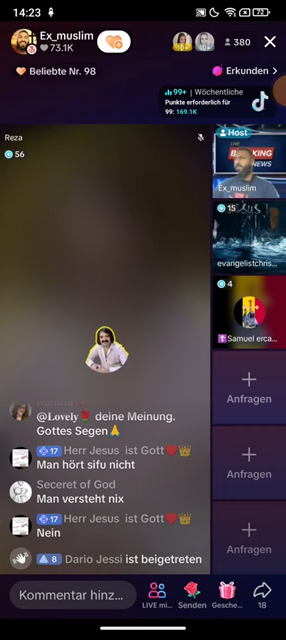 14:23
72
Ex_muslim
73.1K
380
Beliebte Nr. 98
Erkunden
99+ | Wöchentliche
Punkte erforderlich für
99: 169.1K
Reza
56
Host
LIVE
BREAKING
NEWS
Ex_muslim
15
evangelistchris...
4
Samuel erca...
Anfragen
Anfragen
Anfragen
@Lovely deine Meinung.
Gottes Segen
17 Herr Jesus ist Gott
Man hört sifu nicht
Seceret of God
Man versteht nix
17 Herr Jesus ist Gott
Nein
8 Dario Jessi ist beigetreten
Kommentar hinz...
LIVE mi...
Senden
Gesche...
18